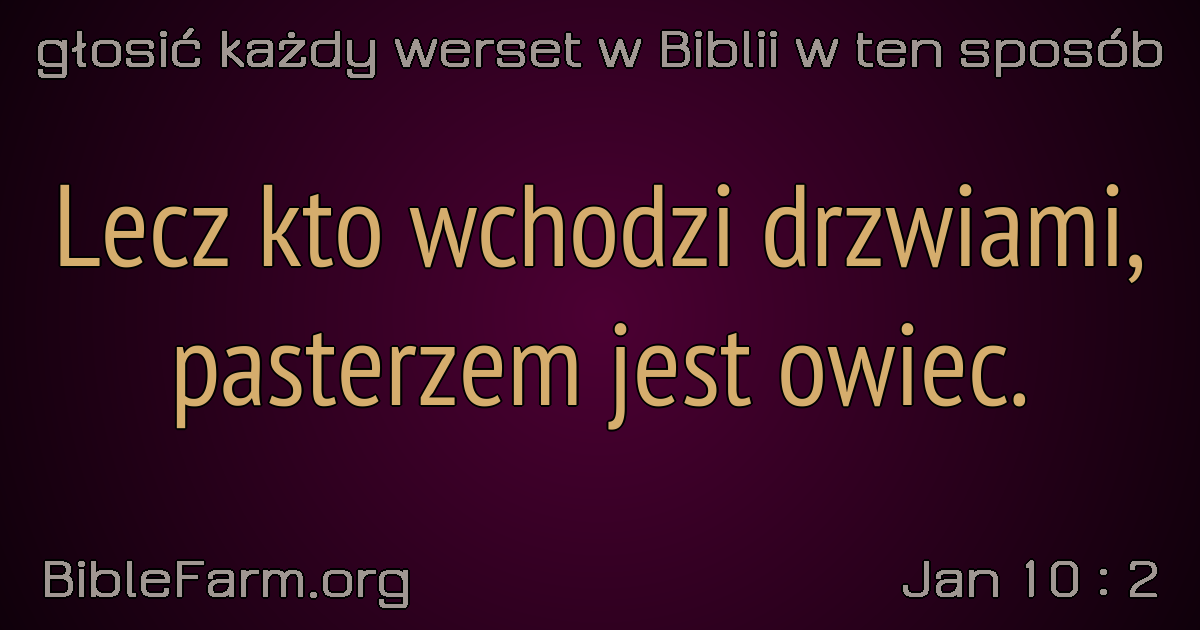 głosić każdy werset w Biblii w ten sposób
Lecz kto wchodzi drzwiami,
pasterzem jest owiec.
BibleFarm.org
Jan 10 : 2